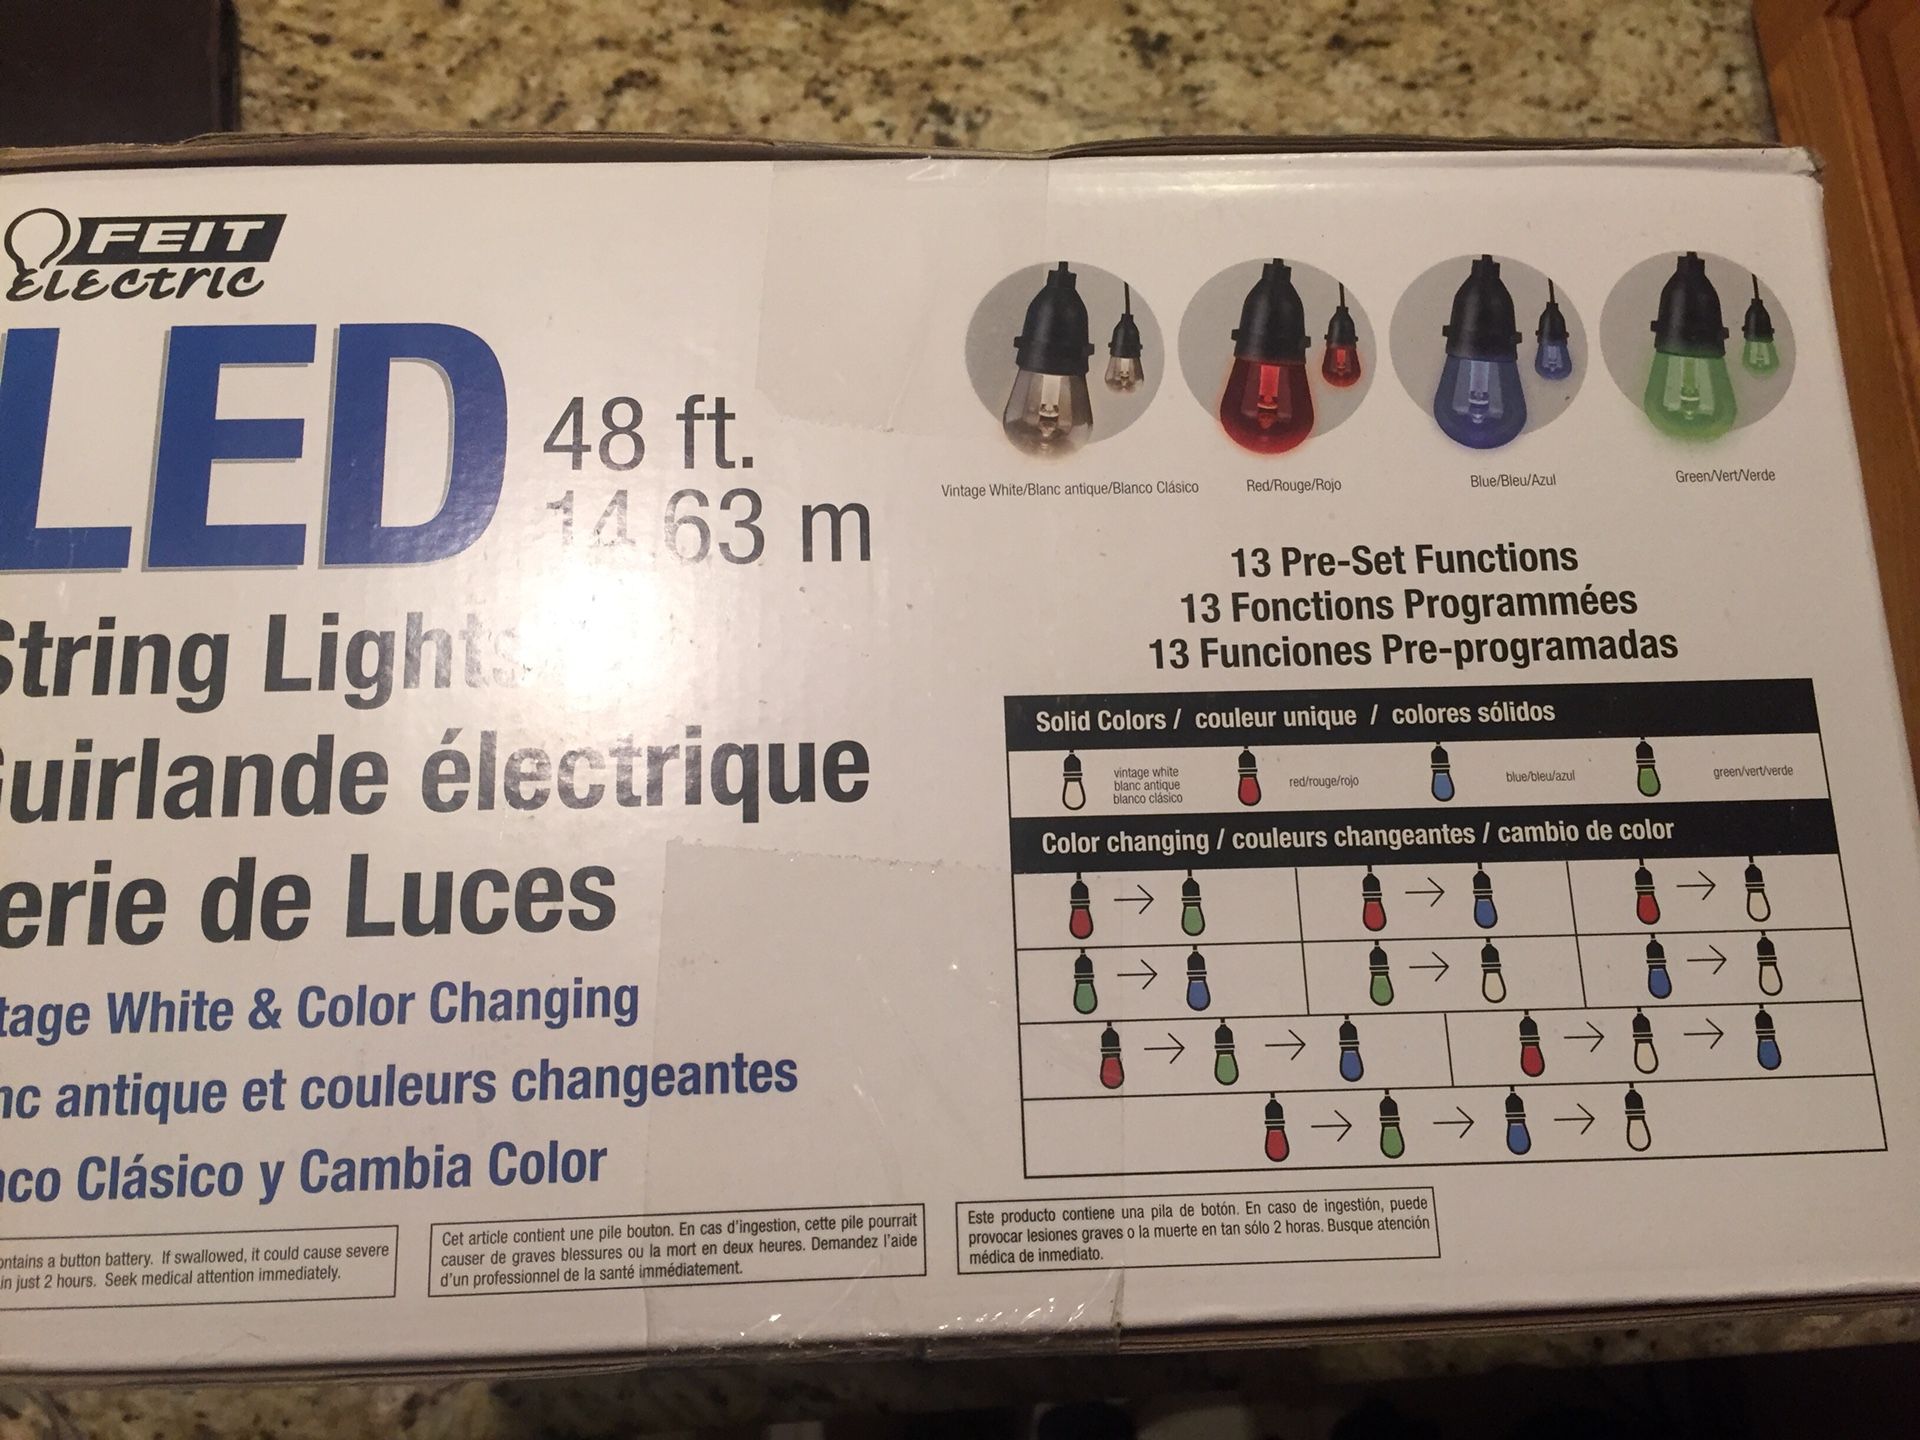 FEIT
ELECTRIC
LED
48 ft.
14,63 m
String Lights
Guirlande électrique
erie de Luces
tage White & Color Changing
nc antique et couleurs changeantes
nco Clásico y Cambia Color
ontains a button battery. If swallowed, it could cause severe
in just 2 hours. Seek medical attention immediately.
Cet article contient une pile bouton. En cas d'ingestion, cette pile pourrait
causer de graves blessures ou la mort en deux heures. Demandez l'aide
d'un professionnel de la santé immédiatement.
Este producto contiene una pila de botón. En caso de ingestión, puede
provocar lesiones graves o la muerte en tan sólo 2 horas. Busque atención
médica de inmediato.
Vintage White/Blanc antique/Blanco Clásico
Red/Rouge/Rojo
Blue/Bleu/Azul
Green/Vert/Verde
13 Pre-Set Functions
13 Fonctions Programmées
13 Funciones Pre-programadas
Solid Colors / couleur unique / colores sólidos
vintage white
blanc antique
blanco clásico
red/rouge/rojo
blue/bleu/azul
green/vert/verde
Color changing / couleurs changeantes / cambio de color